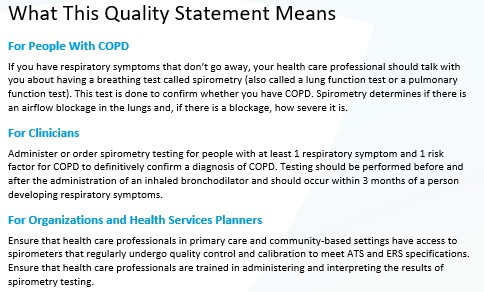 What This Quality Statement Means
For People With COPD
If you have respiratory symptoms that don't go away, your health care professional should talk with
you about having a breathing test called spirometry (also called a lung function test or a pulmonary
function test). This test is done to confirm whether you have COPD. Spirometry determines if there is
an airflow blockage in the lungs and, if there is a blockage, how severe it is.
For Clinicians
Administer or order spirometry testing for people with at least 1 respiratory symptom and 1 risk
factor for COPD to definitively confirm a diagnosis of COPD. Testing should be performed before and
after the administration of an inhaled bronchodilator and should occur within 3 months of a person
developing respiratory symptoms.
For Organizations and Health Services Planners
Ensure that health care professionals in primary care and community-based settings have access to
spirometers that regularly undergo quality control and calibration to meet ATS and ERS specifications.
Ensure that health care professionals are trained in administering and interpreting the results of
spirometry testing.